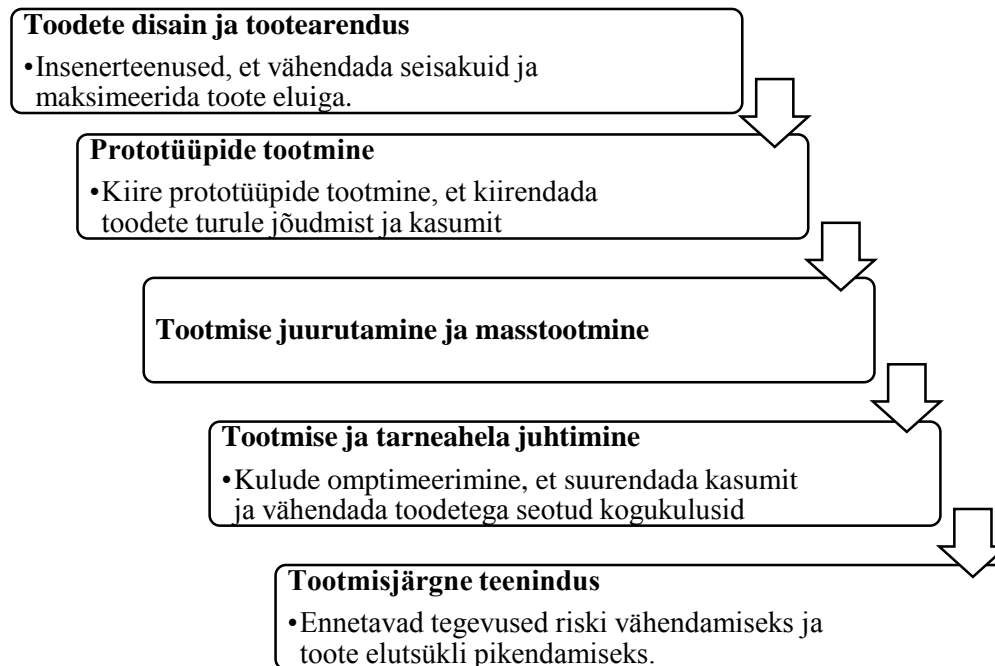 Toodete disain ja tootearendus
•Insenerteenused, et vähendada seisakuid ja
maksimeerida toote eluiga.
Prototüüpide tootmine
•Kiire prototüüpide tootmine, et kiirendada
toodete turule jõudmist ja kasumit
Tootmise juurutamine ja masstootmine
Tootmise ja tarneahela juhtimine
•Kulude omptimeerimine, et suurendada kasumit
ja vähendada toodetega seotud kogukulusid
Tootmisjärgne teenindus
•Ennetavad tegevused riski vähendamiseks ja
toote elutsükli pikendamiseks.